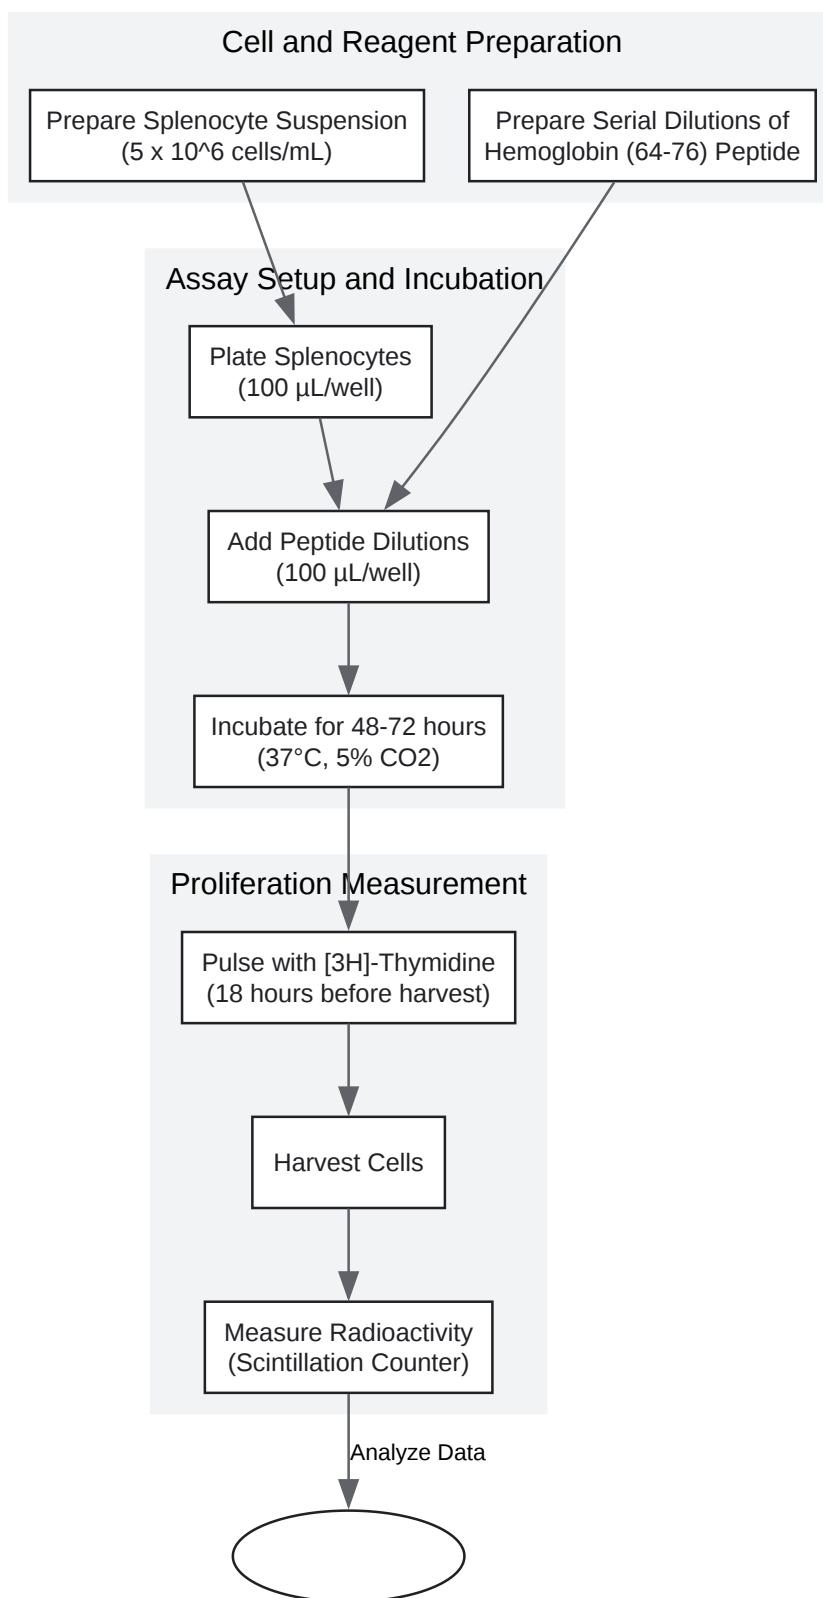 Cell and Reagent Preparation
Prepare Splenocyte Suspension
(5 x 10^6 cells/mL)
Prepare Serial Dilutions of
Hemoglobin (64-76) Peptide
Assay Setup and Incubation
Plate Splenocytes
(100 µL/well)
Add Peptide Dilutions
(100 µL/well)
Incubate for 48-72 hours
(37°C, 5% CO2)
Proliferation Measurement
Pulse with [3H]-Thymidine
(18 hours before harvest)
Harvest Cells
Measure Radioactivity
(Scintillation Counter)
Analyze Data